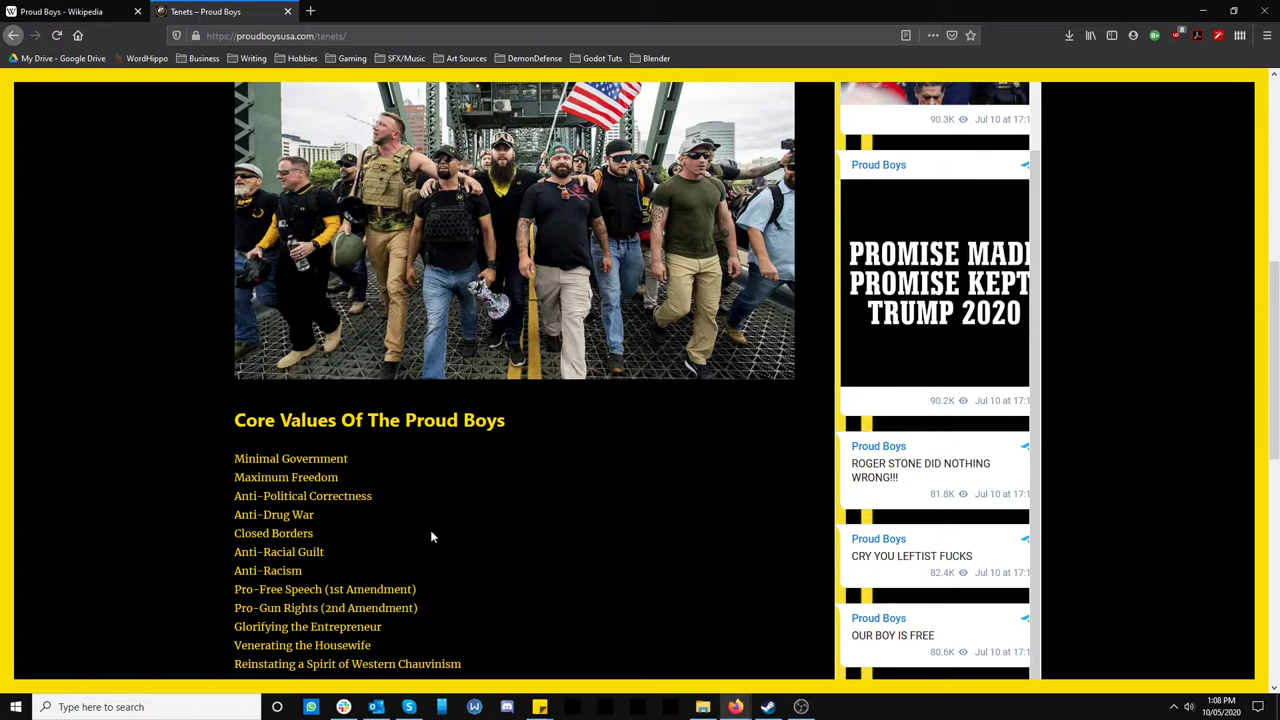 Proud Boys - Wikipedia
Tenets – Proud Boys
https://proudboysusa.com/tenets/
8
My Drive - Google Drive
WordHippo
Business
Writing
Hobbies
Gaming
SFX/Music
Art Sources
DemonDefense
Godot Tuts
Blender
90.3K
Jul 10 at 17:1
Proud Boys
PROMISE MADE
PROMISE KEPT
TRUMP 2020
90.2K
Jul 10 at 17:1
Core Values Of The Proud Boys
Minimal Government
Maximum Freedom
Anti-Political Correctness
Anti-Drug War
Closed Borders
Anti-Racial Guilt
Anti-Racism
Pro-Free Speech (1st Amendment)
Pro-Gun Rights (2nd Amendment)
Glorifying the Entrepreneur
Venerating the Housewife
Reinstating a Spirit of Western Chauvinism
Proud Boys
ROGER STONE DID NOTHING
WRONG!!!
81.8K
Jul 10 at 17:1
Proud Boys
CRY YOU LEFTIST FUCKS
82.4K
Jul 10 at 17:1
Proud Boys
OUR BOY IS FREE
80.6K
Jul 10 at 17:1
Type here to search
1:08 PM
10/05/2020